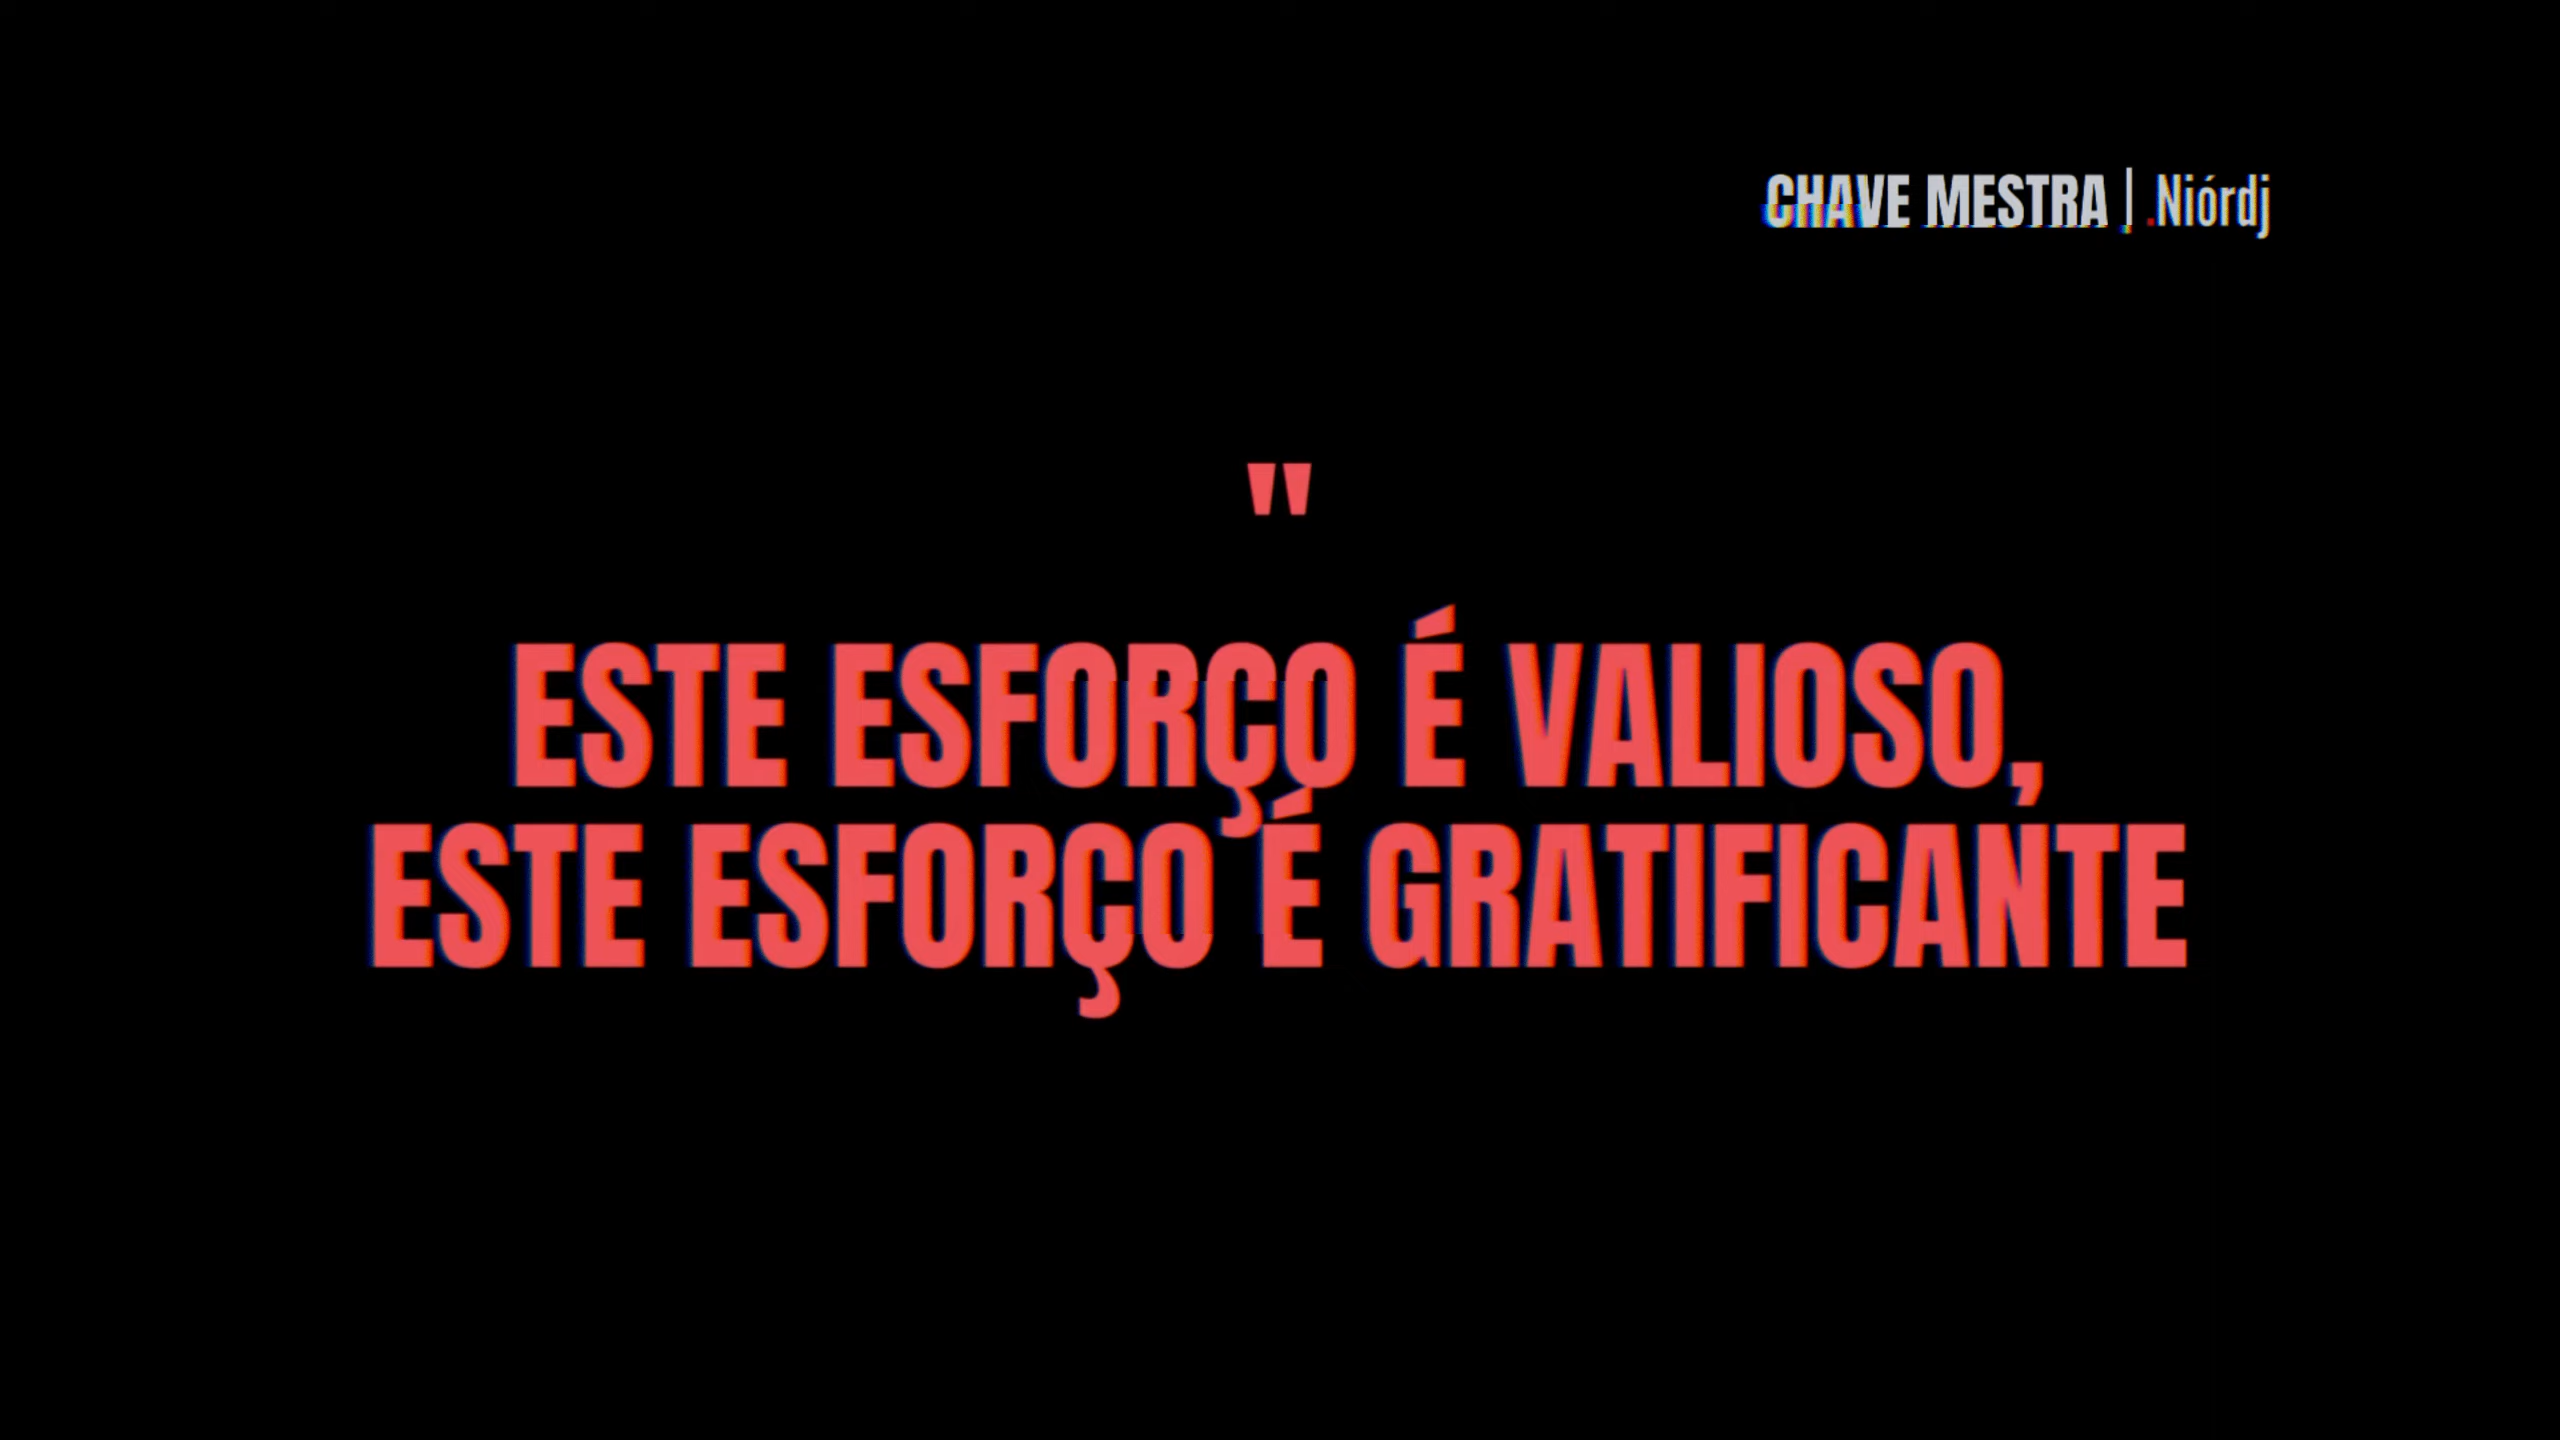 CHAVE MESTRA | .Niórdj
"
ESTE ESFORÇO É VALIOSO,
ESTE ESFORÇO É GRATIFICANTE